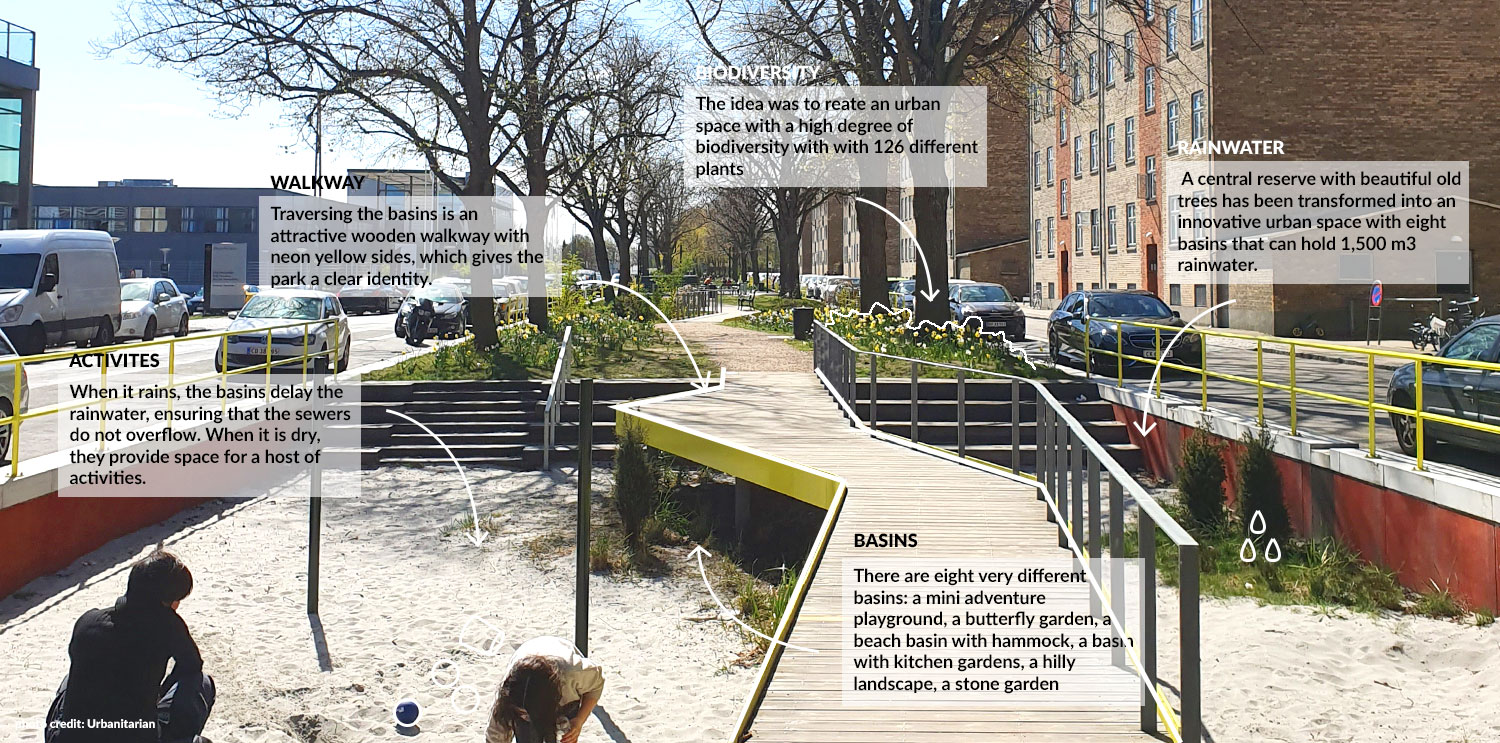 BIODIVERSITY
The idea was to reate an urban
space with a high degree of
biodiversity with with 126 different
plants
RAINWATER
A central reserve with beautiful old
trees has been transformed into an
innovative urban space with eight
basins that can hold 1,500 m3
rainwater.
WALKWAY
Traversing the basins is an
attractive wooden walkway with
neon yellow sides, which gives the
park a clear identity.
ACTIVITES
When it rains, the basins delay the
rainwater, ensuring that the sewers
do not overflow. When it is dry,
they provide space for a host of
activities.
BASINS
There are eight very different
basins: a mini adventure
playground, a butterfly garden, a
beach basin with hammock, a basin
with kitchen gardens, a hilly
landscape, a stone garden
photo credit: Urbanitarian